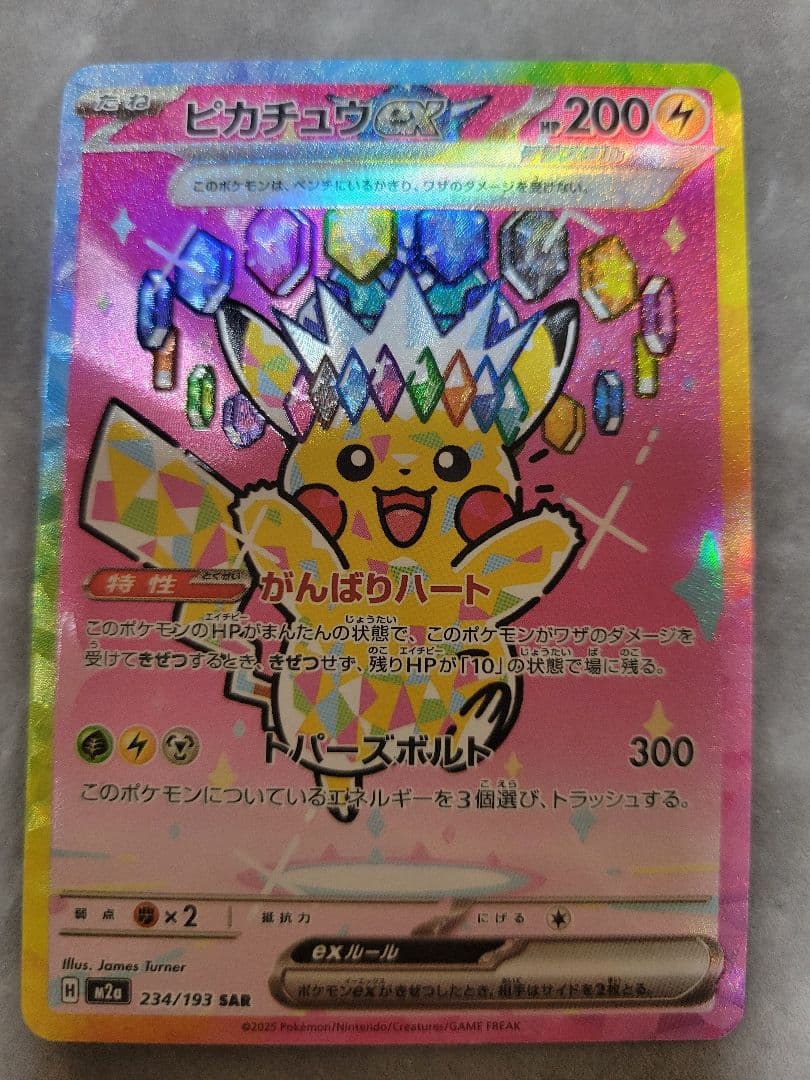 たね ピカチュウex HP 200
テラスタル
このポケモンは、ベンチにいるかぎり、ワザのダメージを受けない。
特性 とくせい がんばりハート
このポケモンのHPがまんたんの状態で、このポケモンがワザのダメージを
受けてきぜつするとき、きぜつせず、残りHPが「10」の状態で場に残る。
トパーズボルト 300
このポケモンについているエネルギーを3個選び、トラッシュする。
弱点 ×2 抵抗力 にげる
exルール
ポケモンexがきぜつしたとき、相手はサイドを2枚とる。
Illus. James Turner
H M2a 234/193 SAR
©2025 Pokémon/Nintendo/Creatures/GAME FREAK